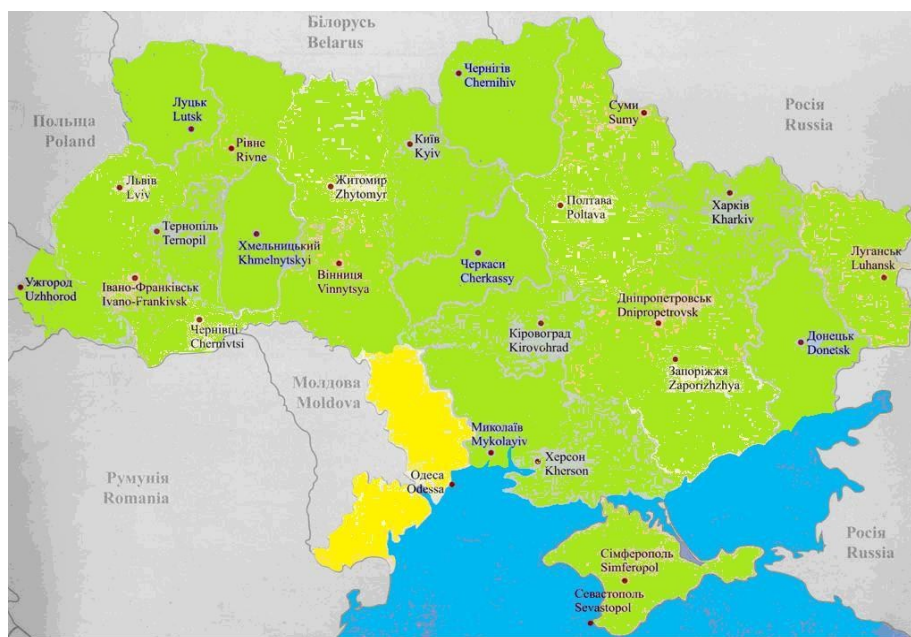 Білорусь
Belarus
Чернігів
Chernihiv
Луцьк
Lutsk
Суми
Sumy
Росія
Russia
Польща
Poland
Рівне
Rivne
Київ
Kyiv
Львів
Lviv
Житомир
Zhytomyr
Полтава
Poltava
Харків
Kharkiv
Тернопіль
Ternopil
Хмельницький
Khmelnytskyi
Черкаси
Cherkassy
Луганськ
Luhansk
Вінниця
Vinnytsya
Ужгород
Uzhhorod
Івано-Франківськ
Ivano-Frankivsk
Дніпропетровськ
Dnipropetrovsk
Чернівці
Chernivtsi
Кіровоград
Kirovohrad
Донецьк
Donetsk
Запоріжжя
Zaporizhzhya
Молдова
Moldova
Миколаїв
Mykolayiv
Херсон
Kherson
Одеса
Odessa
Румунія
Romania
Росія
Russia
Сімферополь
Simferopol
Севастополь
Sevastopol